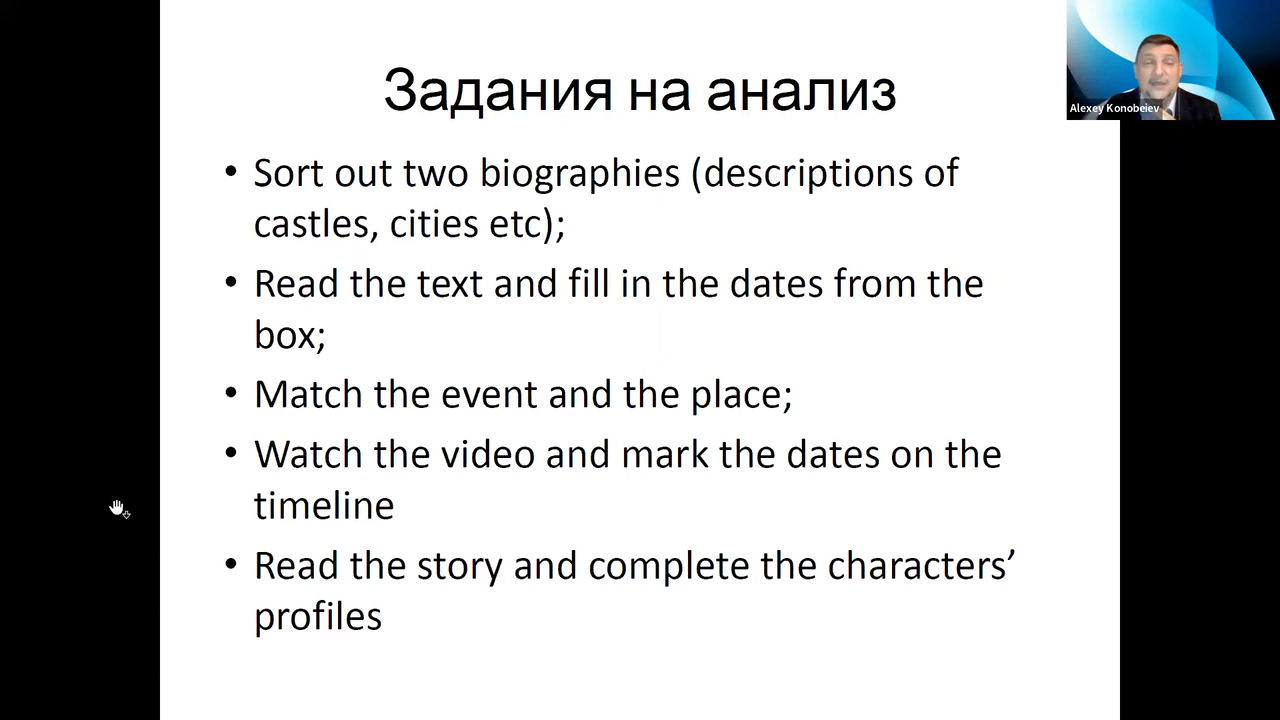 Задания на анализ
Alexey Konobeiev
• Sort out two biographies (descriptions of
castles, cities etc);
• Read the text and fill in the dates from the
box;
• Match the event and the place;
• Watch the video and mark the dates on the
timeline
• Read the story and complete the characters’
profiles